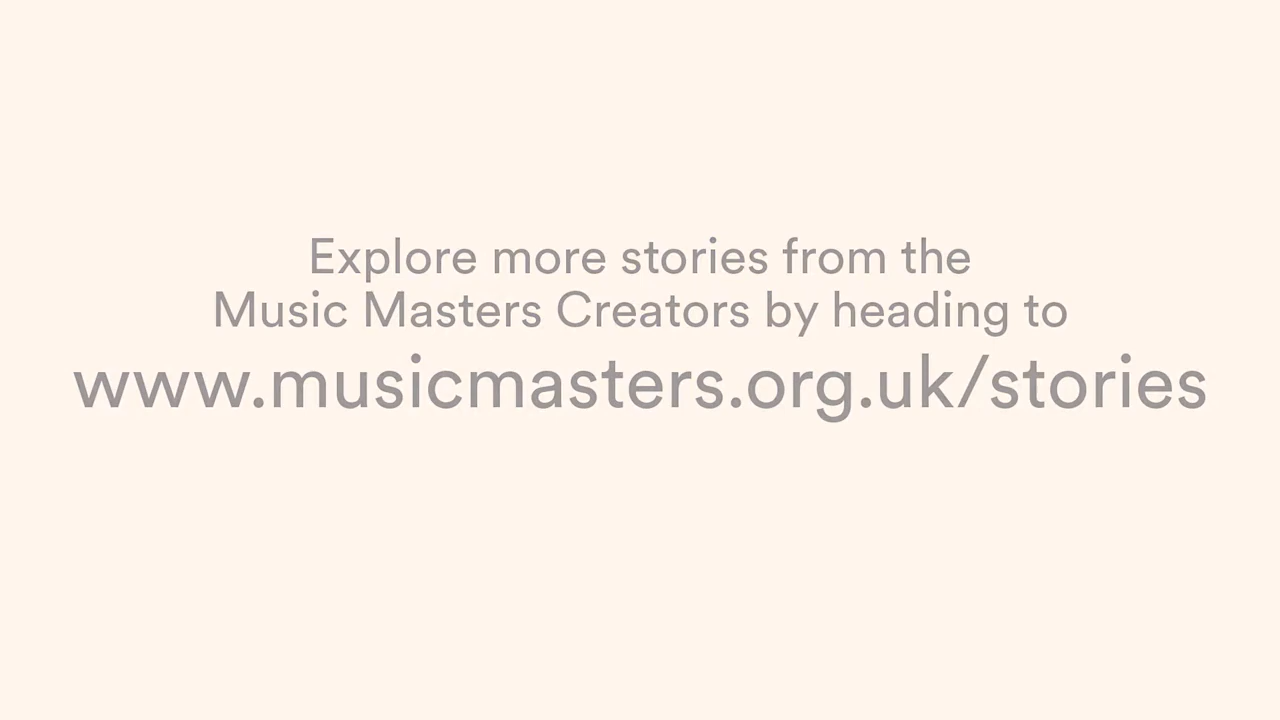 Explore more stories from the
Music Masters Creators by heading to
www.musicmasters.org.uk/stories